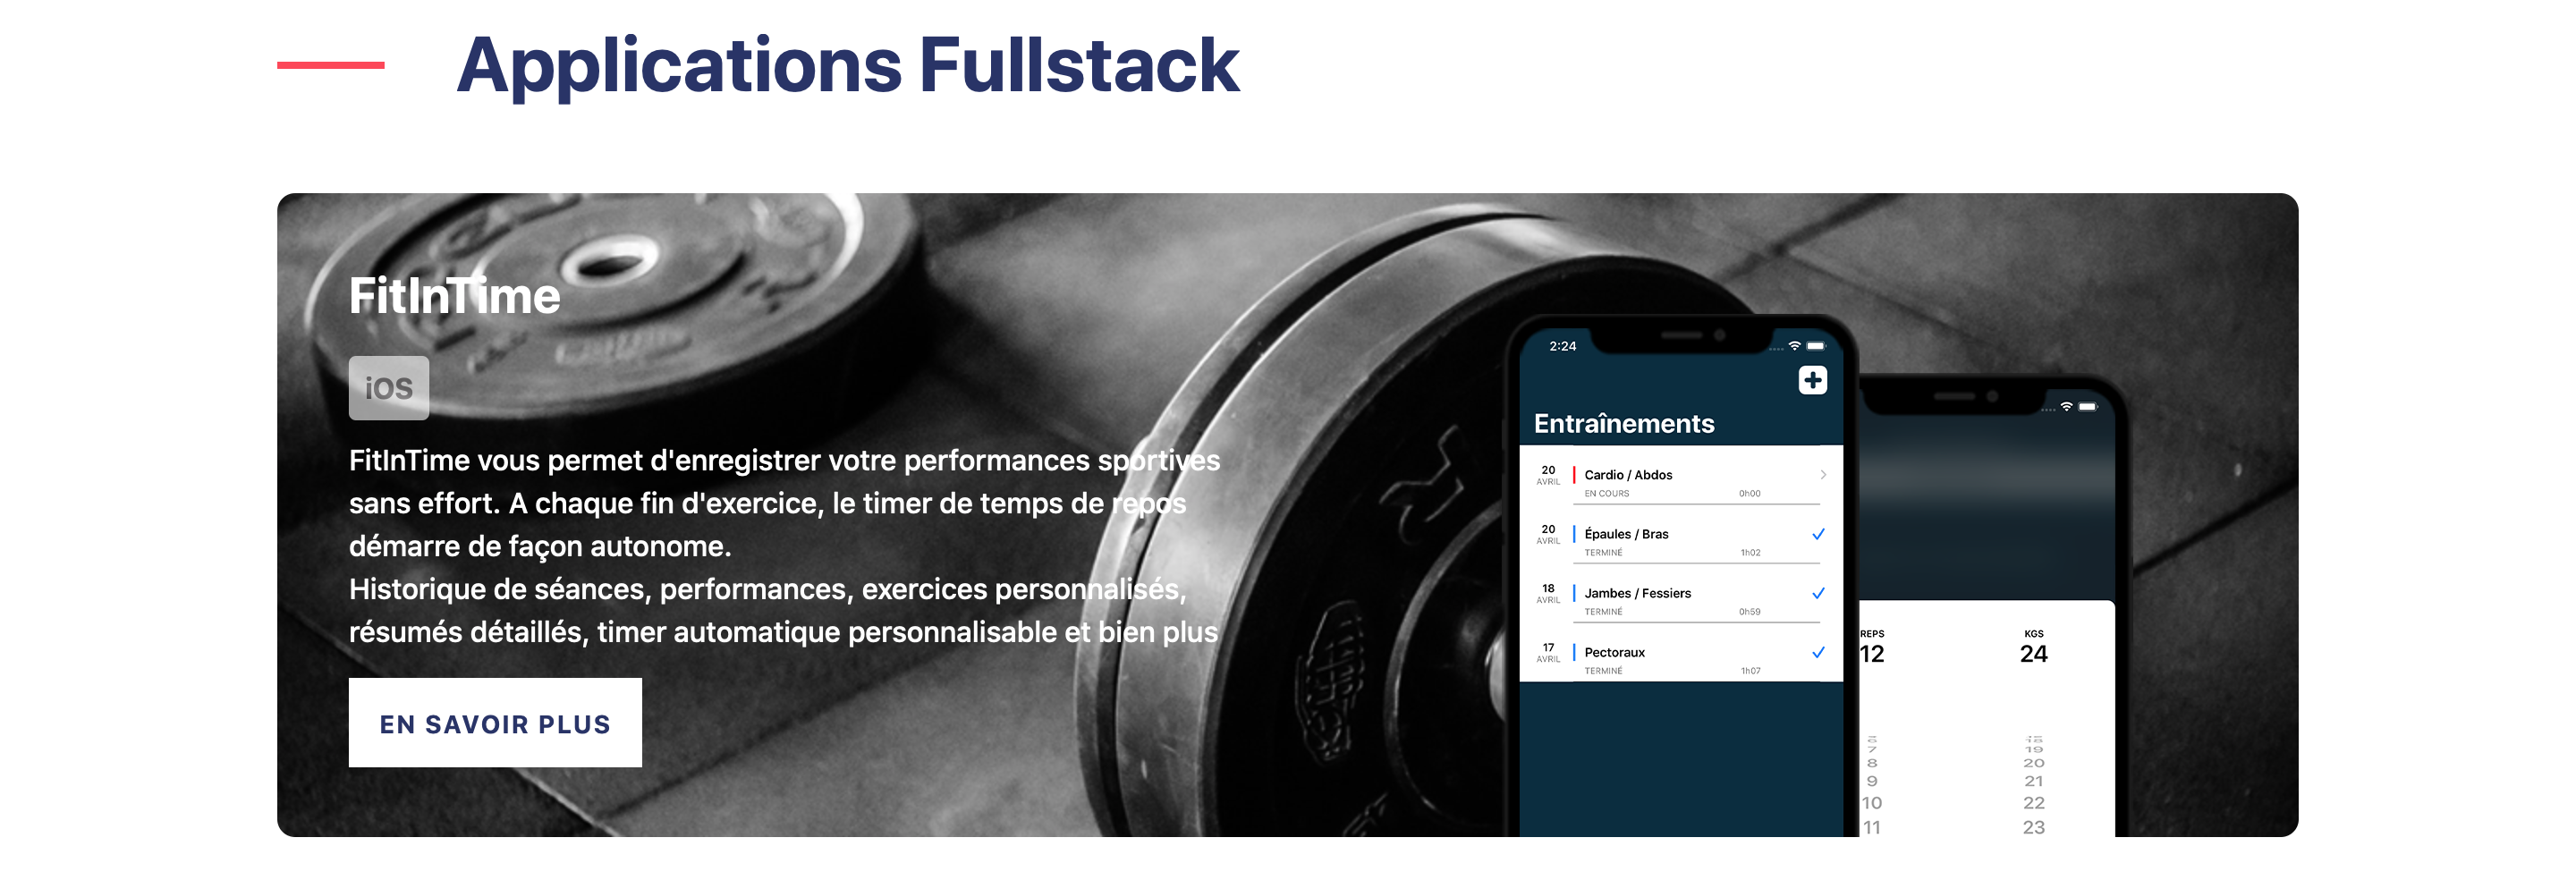 Applications Fullstack
FitInTime
iOS
FitInTime vous permet d'enregistrer votre performances sportives
sans effort. A chaque fin d'exercice, le timer de temps de repos
démarre de façon autonome.
Historique de séances, performances, exercices personnalisés,
résumés détaillés, timer automatique personnalisable et bien plus
EN SAVOIR PLUS
2:24
Entraînements
20 Cardio / Abdos
AVRIL EN COURS 0h00
20 Épaules / Bras
AVRIL TERMINÉ 1h02
18 Jambes / Fessiers
AVRIL TERMINÉ 0h59
17 Pectoraux
AVRIL TERMINÉ 1h07
REPS KGS
12 24
7 19
8 20
9 21
10 22
11 23